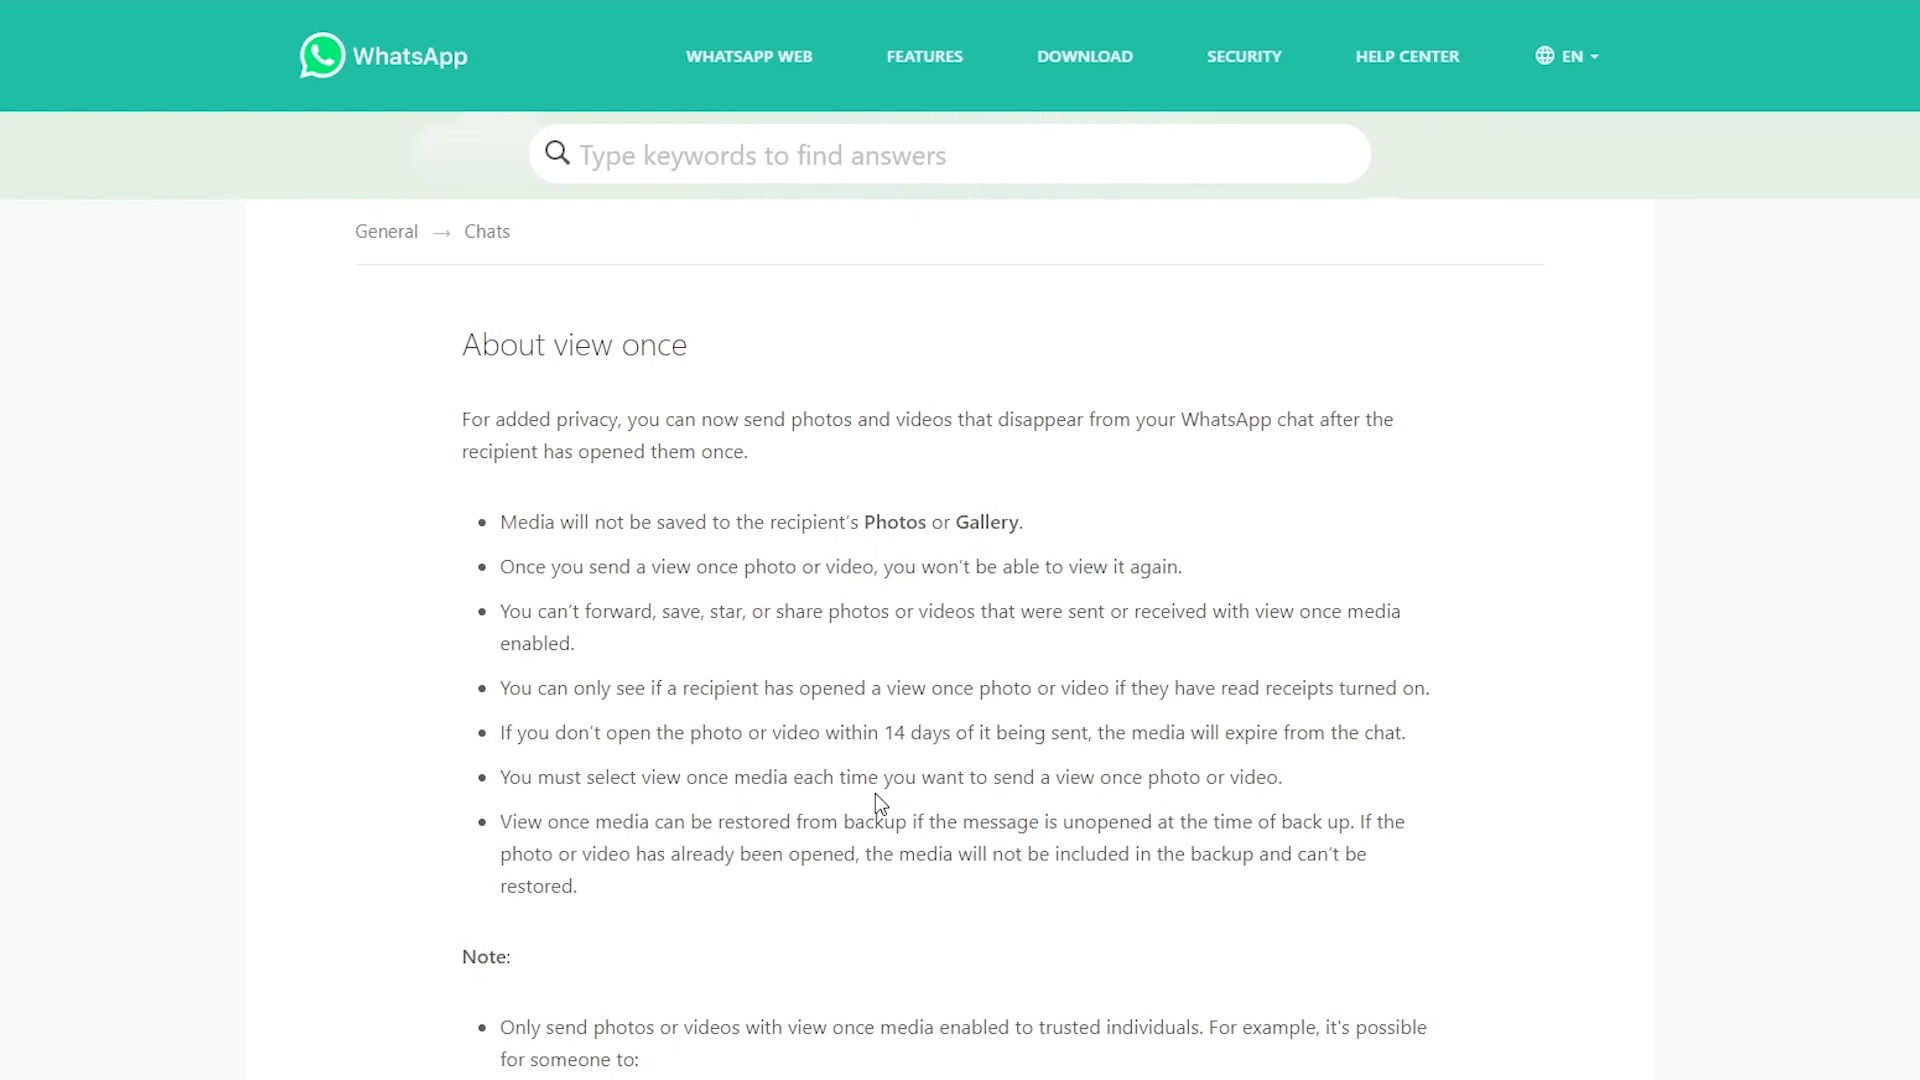 WhatsApp
WHATSAPP WEB
FEATURES
DOWNLOAD
SECURITY
HELP CENTER
EN
Type keywords to find answers
General → Chats
About view once
For added privacy, you can now send photos and videos that disappear from your WhatsApp chat after the
recipient has opened them once.
• Media will not be saved to the recipient's Photos or Gallery.
• Once you send a view once photo or video, you won't be able to view it again.
• You can't forward, save, star, or share photos or videos that were sent or received with view once media
enabled.
• You can only see if a recipient has opened a view once photo or video if they have read receipts turned on.
• If you don't open the photo or video within 14 days of it being sent, the media will expire from the chat.
• You must select view once media each time you want to send a view once photo or video.
• View once media can be restored from backup if the message is unopened at the time of back up. If the
photo or video has already been opened, the media will not be included in the backup and can't be
restored.
Note:
• Only send photos or videos with view once media enabled to trusted individuals. For example, it's possible
for someone to: